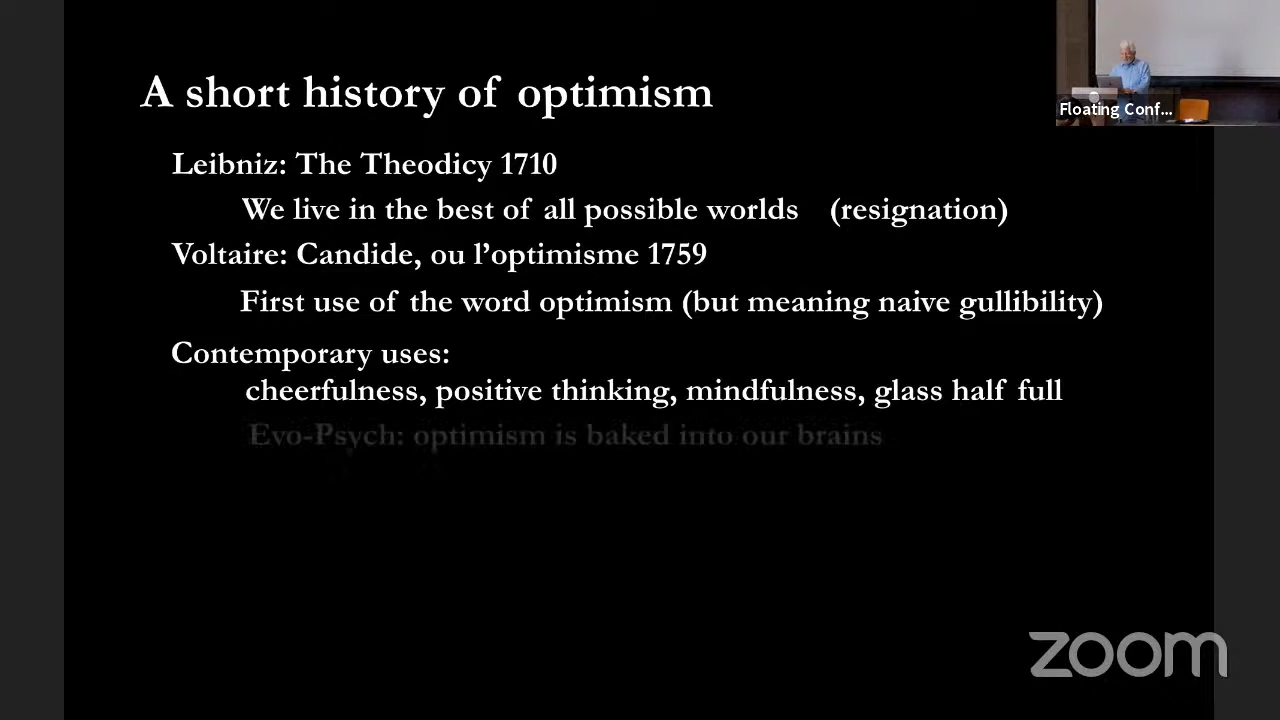 A short history of optimism
Floating Conf...
Leibniz: The Theodicy 1710
We live in the best of all possible worlds (resignation)
Voltaire: Candide, ou l’optimisme 1759
First use of the word optimism (but meaning naive gullibility)
Contemporary uses:
cheerfulness, positive thinking, mindfulness, glass half full
Evo-Psych: optimism is baked into our brains
zoom